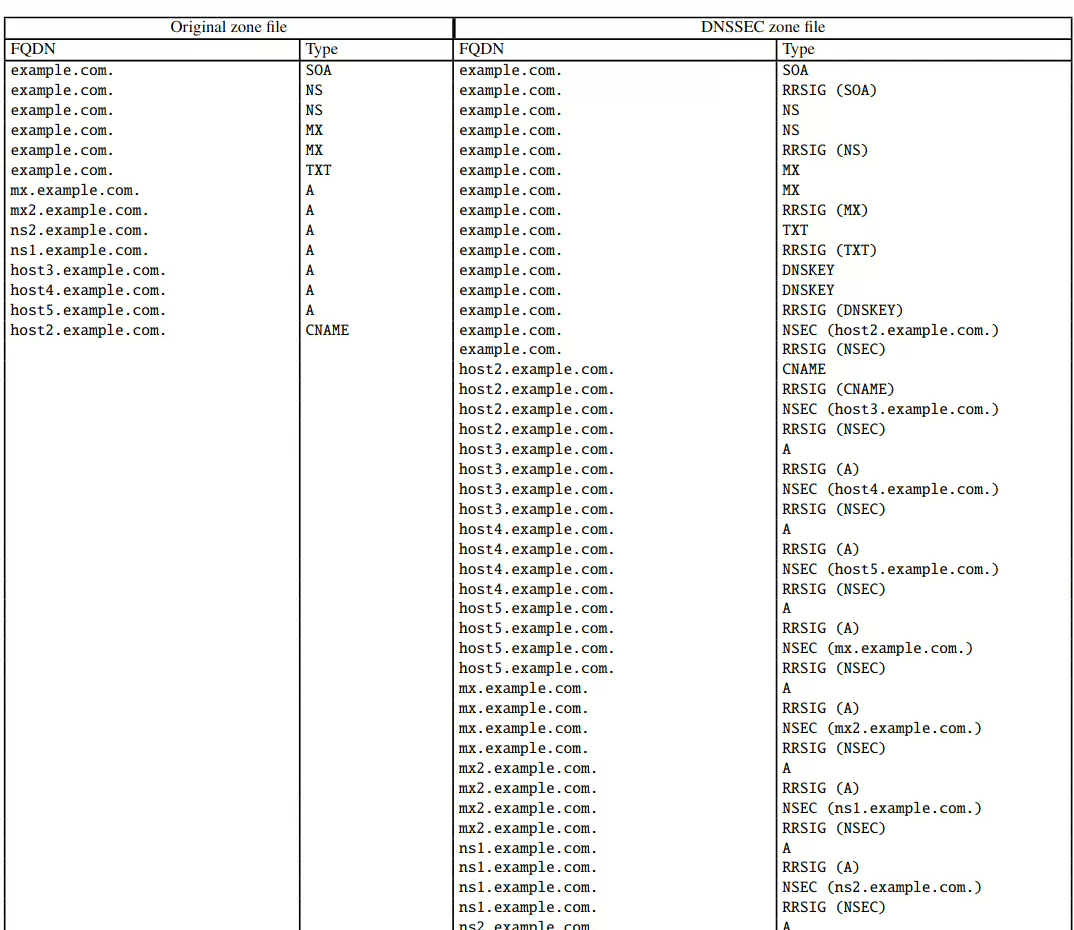 Original zone file DNSSEC zone file
FQDN Type FQDN Type
example.com. SOA example.com. SOA
example.com. NS example.com. RRSIG (SOA)
example.com. NS example.com. NS
example.com. MX example.com. NS
example.com. MX example.com. RRSIG (NS)
example.com. TXT example.com. MX
mx.example.com. A example.com. MX
mx2.example.com. A example.com. RRSIG (MX)
ns2.example.com. A example.com. TXT
ns1.example.com. A example.com. RRSIG (TXT)
host3.example.com. A example.com. DNSKEY
host4.example.com. A example.com. DNSKEY
host5.example.com. A example.com. RRSIG (DNSKEY)
host2.example.com. CNAME example.com. NSEC (host2.example.com.)
example.com. RRSIG (NSEC)
host2.example.com. CNAME
host2.example.com. RRSIG (CNAME)
host2.example.com. NSEC (host3.example.com.)
host2.example.com. RRSIG (NSEC)
host3.example.com. A
host3.example.com. RRSIG (A)
host3.example.com. NSEC (host4.example.com.)
host3.example.com. RRSIG (NSEC)
host4.example.com. A
host4.example.com. RRSIG (A)
host4.example.com. NSEC (host5.example.com.)
host4.example.com. RRSIG (NSEC)
host5.example.com. A
host5.example.com. RRSIG (A)
host5.example.com. NSEC (mx.example.com.)
host5.example.com. RRSIG (NSEC)
mx.example.com. A
mx.example.com. RRSIG (A)
mx.example.com. NSEC (mx2.example.com.)
mx.example.com. RRSIG (NSEC)
mx2.example.com. A
mx2.example.com. RRSIG (A)
mx2.example.com. NSEC (ns1.example.com.)
mx2.example.com. RRSIG (NSEC)
ns1.example.com. A
ns1.example.com. RRSIG (A)
ns1.example.com. NSEC (ns2.example.com.)
ns1.example.com. RRSIG (NSEC)
ns2.example.com. A